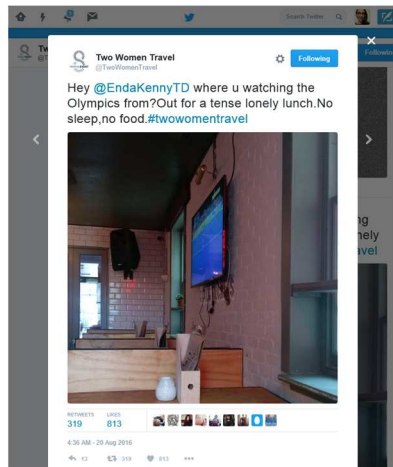 Search Twitter
Two Women Travel
@TwoWomenTravel
Following
Hey @EndaKennyTD where u watching the
Olympics from?Out for a tense lonely lunch.No
sleep,no food.#twowomentravel
RETWEETS
LIKES
319
813
4:36 AM - 20 Aug 2016
12
319
813